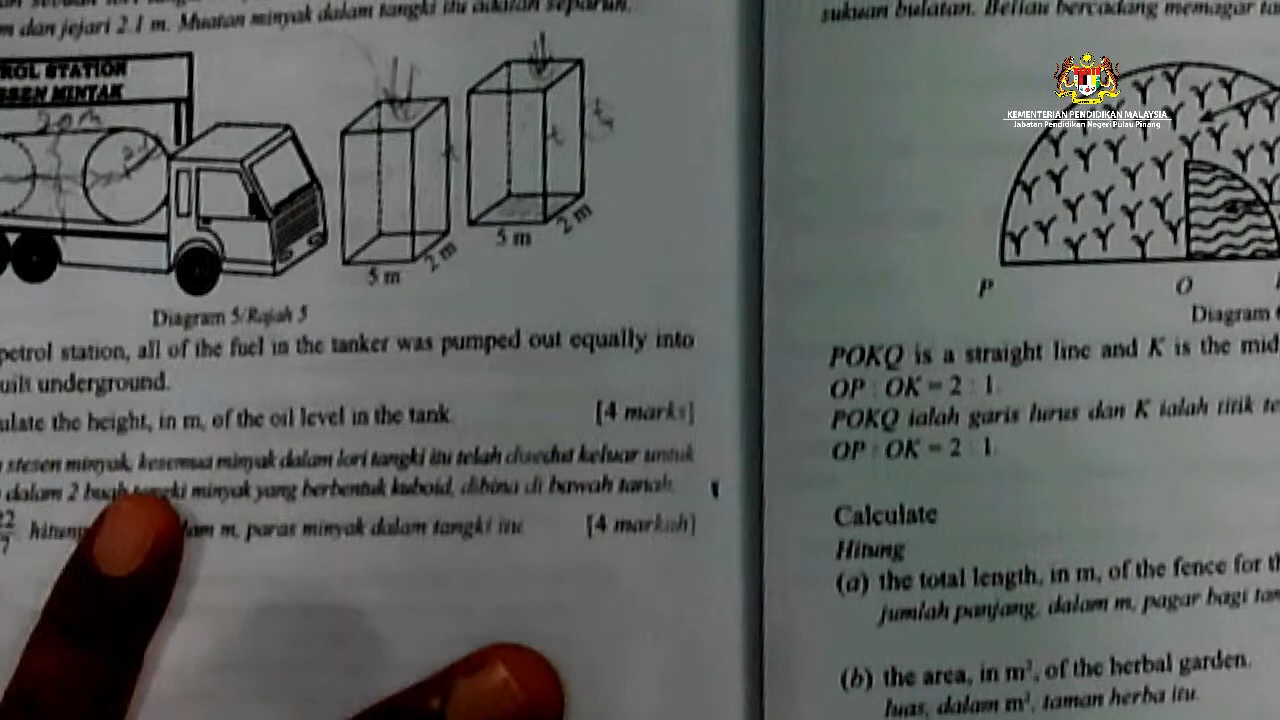 m dan jejari 2.1 m. Muatan minyak dalam tangki itu adalah separuh.
ROL STATION
SEN MINYAK
20 m
2.1
5 m
2 m
5 m
2 m
Diagram 5/Rajah 5
petrol station, all of the fuel in the tanker was pumped out equally into
uilt underground.
ulate the height, in m, of the oil level in the tank.
[4 marks]
stesen minyak, kesemua minyak dalam lori tangki itu telah disedut keluar untuk
dalam 2 buah tangki minyak yang berbentuk kuboid, dibina di bawah tanah.
22
7
hitung
lam m, paras minyak dalam tangki itu.
[4 markah]
sukuan bulatan. Beliau bercadang memagar ta
KEMENTERIAN PENDIDIKAN MALAYSIA
Jabatan Pendidikan Negeri Pulau Pinang
P
O
Diagram
POKQ is a straight line and K is the mid
OP : OK = 2 : 1.
POKQ ialah garis lurus dan K ialah titik te
OP : OK = 2 : 1.
Calculate
Hitung
(a) the total length, in m, of the fence for th
jumlah panjang, dalam m, pagar bagi tam
(b) the area, in m², of the herbal garden.
luas, dalam m², taman herba itu.